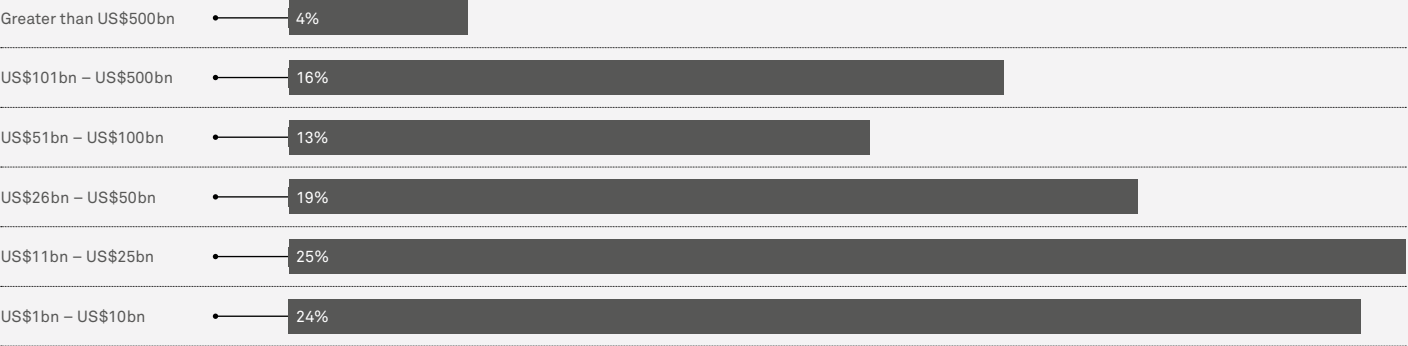 Greater than US$500bn 4%
US$101bn – US$500bn 16%
US$51bn – US$100bn 13%
US$26bn – US$50bn 19%
US$11bn – US$25bn 25%
US$1bn – US$10bn 24%